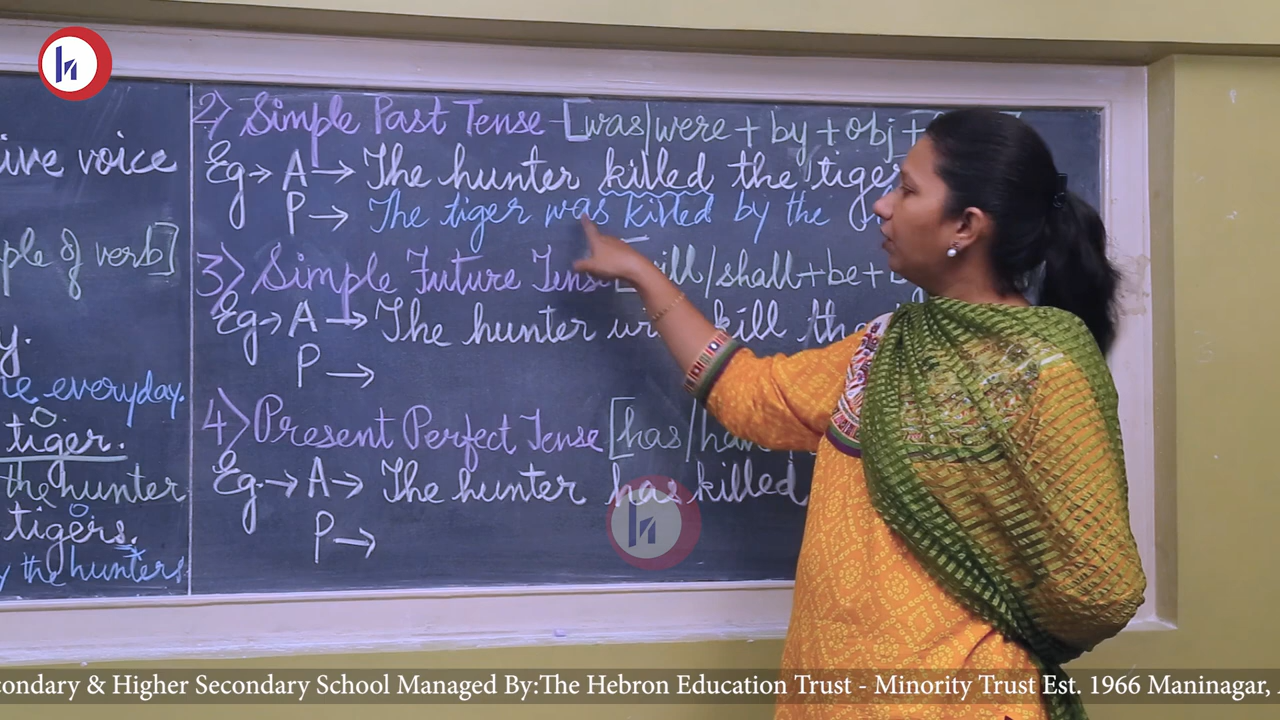 ive voice
ple of verb]
y.
e everyday.
tiger.
the hunter
tigers.
y the hunters
2) Simple Past Tense - [was/were + by + obj +
Eg → A → The hunter killed the tiger
P → The tiger was killed by the
3) Simple Future Tense [will/shall + be +
Eg → A → The hunter will kill the
P →
4) Present Perfect Tense [has/have
Eg → A → The hunter has killed
P →
condary & Higher Secondary School Managed By:The Hebron Education Trust - Minority Trust Est. 1966 Maninagar,